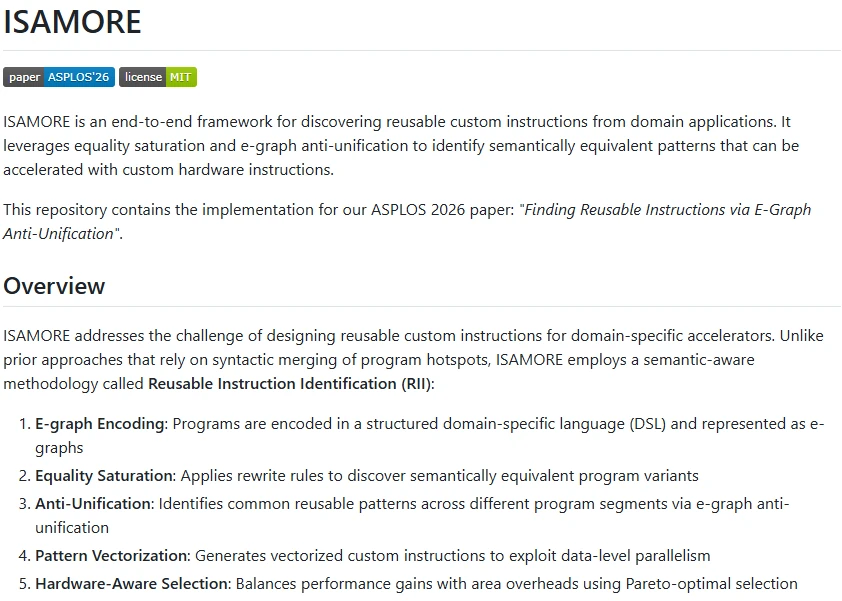 ISAMORE
paper ASPLOS'26 license MIT
ISAMORE is an end-to-end framework for discovering reusable custom instructions from domain applications. It
leverages equality saturation and e-graph anti-unification to identify semantically equivalent patterns that can be
accelerated with custom hardware instructions.
This repository contains the implementation for our ASPLOS 2026 paper: "Finding Reusable Instructions via E-Graph
Anti-Unification".
Overview
ISAMORE addresses the challenge of designing reusable custom instructions for domain-specific accelerators. Unlike
prior approaches that rely on syntactic merging of program hotspots, ISAMORE employs a semantic-aware
methodology called Reusable Instruction Identification (RII):
1. E-graph Encoding: Programs are encoded in a structured domain-specific language (DSL) and represented as e-
graphs
2. Equality Saturation: Applies rewrite rules to discover semantically equivalent program variants
3. Anti-Unification: Identifies common reusable patterns across different program segments via e-graph anti-
unification
4. Pattern Vectorization: Generates vectorized custom instructions to exploit data-level parallelism
5. Hardware-Aware Selection: Balances performance gains with area overheads using Pareto-optimal selection